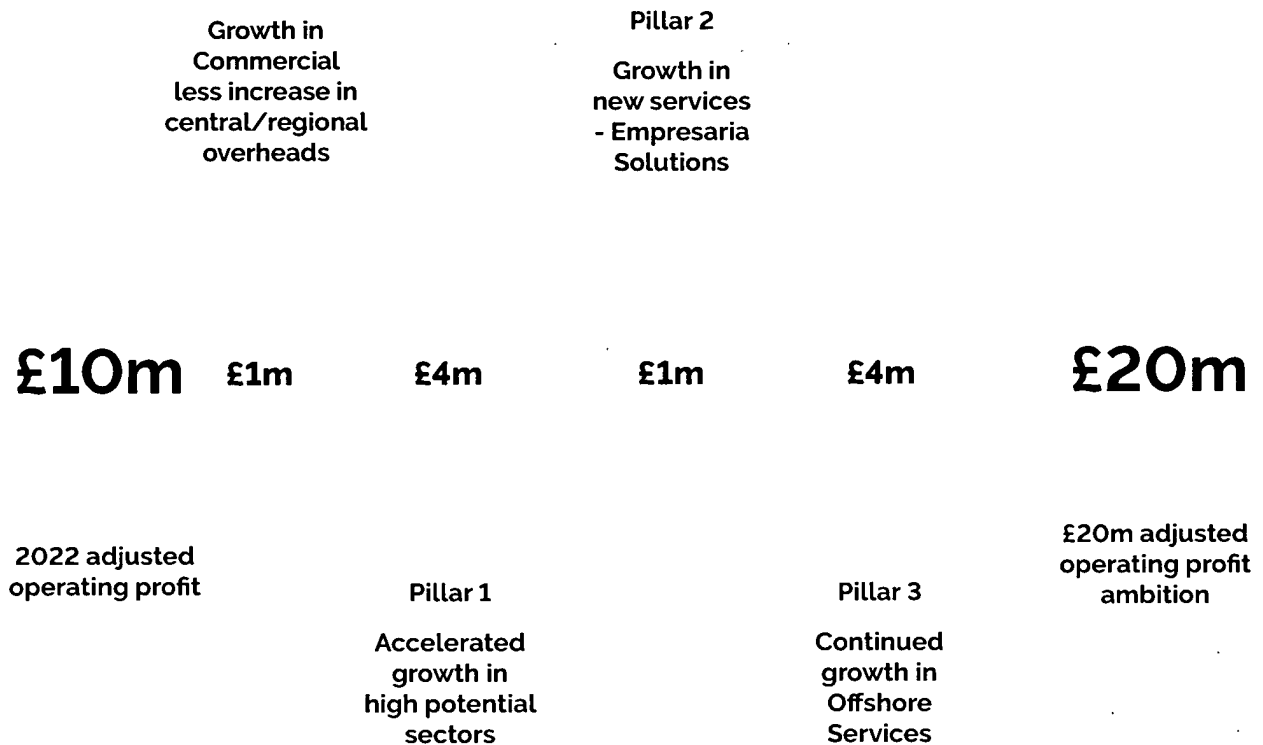 Growth in
Commercial
less increase in
central/regional
overheads
Pillar 2
Growth in
new services
- Empresaria
Solutions
£10m
£1m
£4m
£1m
£4m
£20m
2022 adjusted
operating profit
Pillar 1
Accelerated
growth in
high potential
sectors
Pillar 3
Continued
growth in
Offshore
Services
£20m adjusted
operating profit
ambition